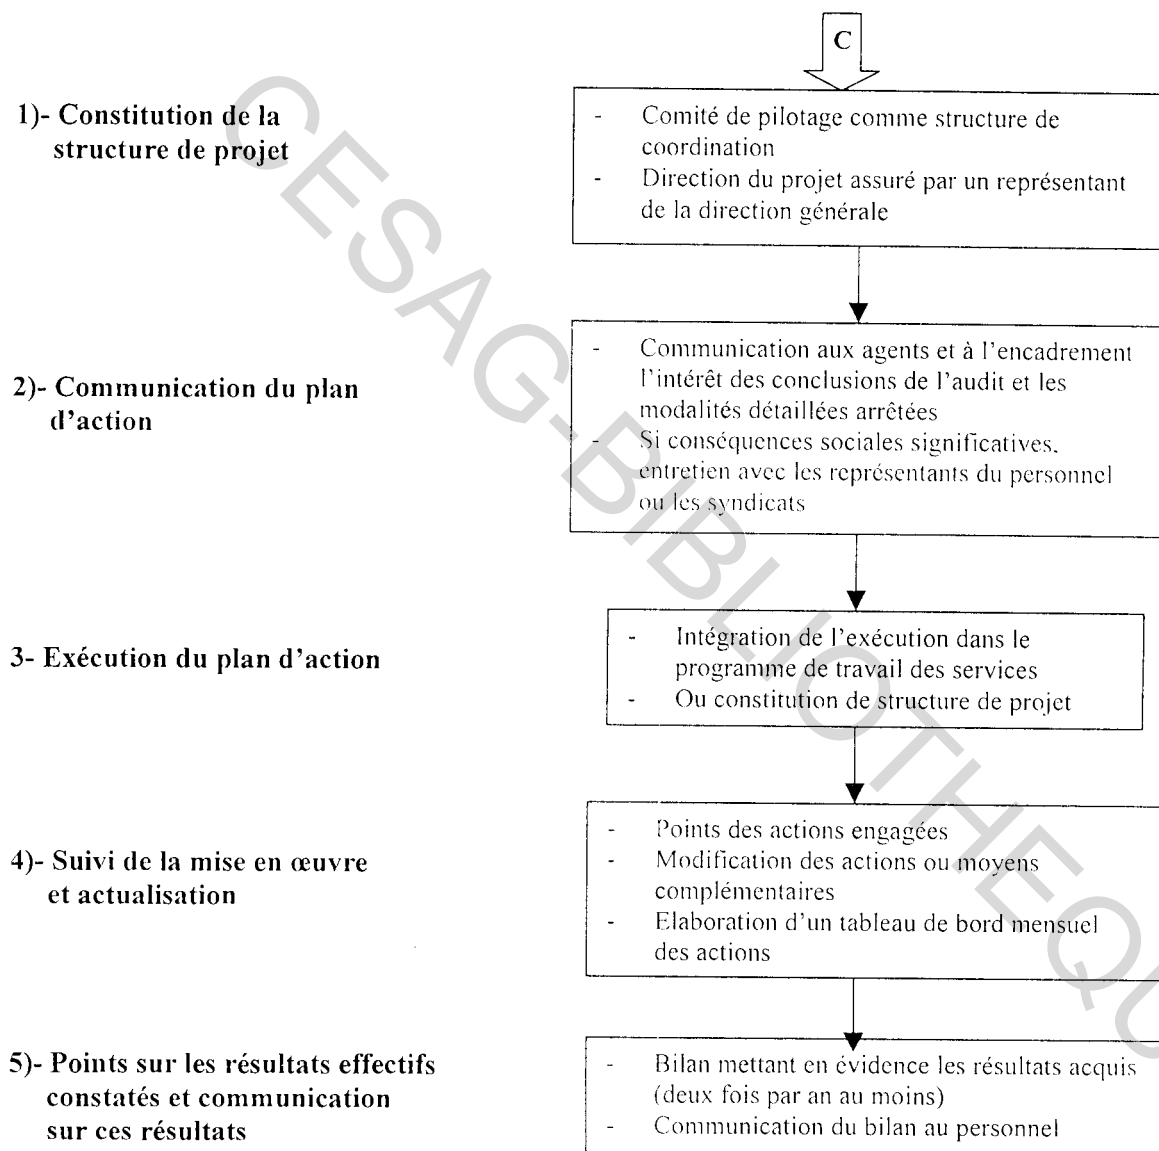 C
1)- Constitution de la
structure de projet
- Comité de pilotage comme structure de
coordination
- Direction du projet assuré par un représentant
de la direction générale
2)- Communication du plan
d'action
- Communication aux agents et à l'encadrement
l'intérêt des conclusions de l'audit et les
modalités détaillées arrêtées
- Si conséquences sociales significatives,
entretien avec les représentants du personnel
ou les syndicats
3- Exécution du plan d'action
- Intégration de l'exécution dans le
programme de travail des services
- Ou constitution de structure de projet
4)- Suivi de la mise en œuvre
et actualisation
- Points des actions engagées
- Modification des actions ou moyens
complémentaires
- Elaboration d'un tableau de bord mensuel
des actions
5)- Points sur les résultats effectifs
constatés et communication
sur ces résultats
- Bilan mettant en évidence les résultats acquis
(deux fois par an au moins)
- Communication du bilan au personnel
CESAG-BIBLIOTHEQU